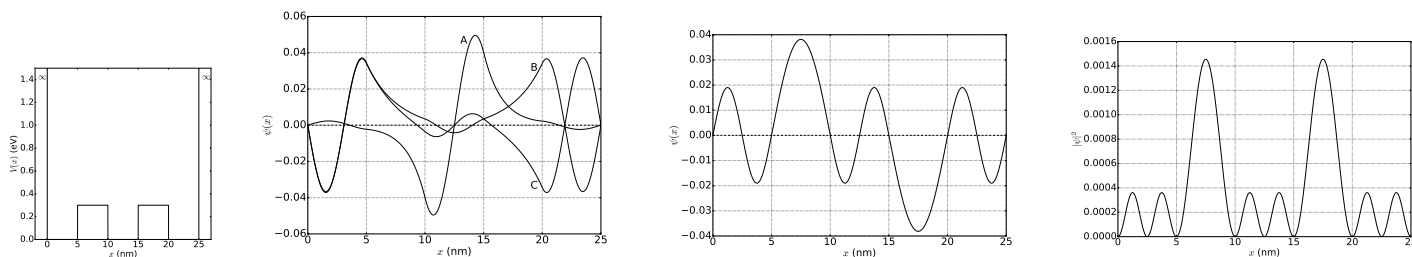 ∞ ∞
1.4
1.2
1.0
0.8
0.6
0.4
0.2
0.0
V(x) (eV)
0 5 10 15 20 25
x (nm)
0.06
0.04
0.02
0.00
−0.02
−0.04
−0.06
ψ(x)
A
B
C
0 5 10 15 20 25
x (nm)
0.04
0.03
0.02
0.01
0.00
−0.01
−0.02
−0.03
−0.04
ψ(x)
0 5 10 15 20 25
x (nm)
0.0016
0.0014
0.0012
0.0010
0.0008
0.0006
0.0004
0.0002
0.0000
|ψ|²
0 5 10 15 20 25
x (nm)